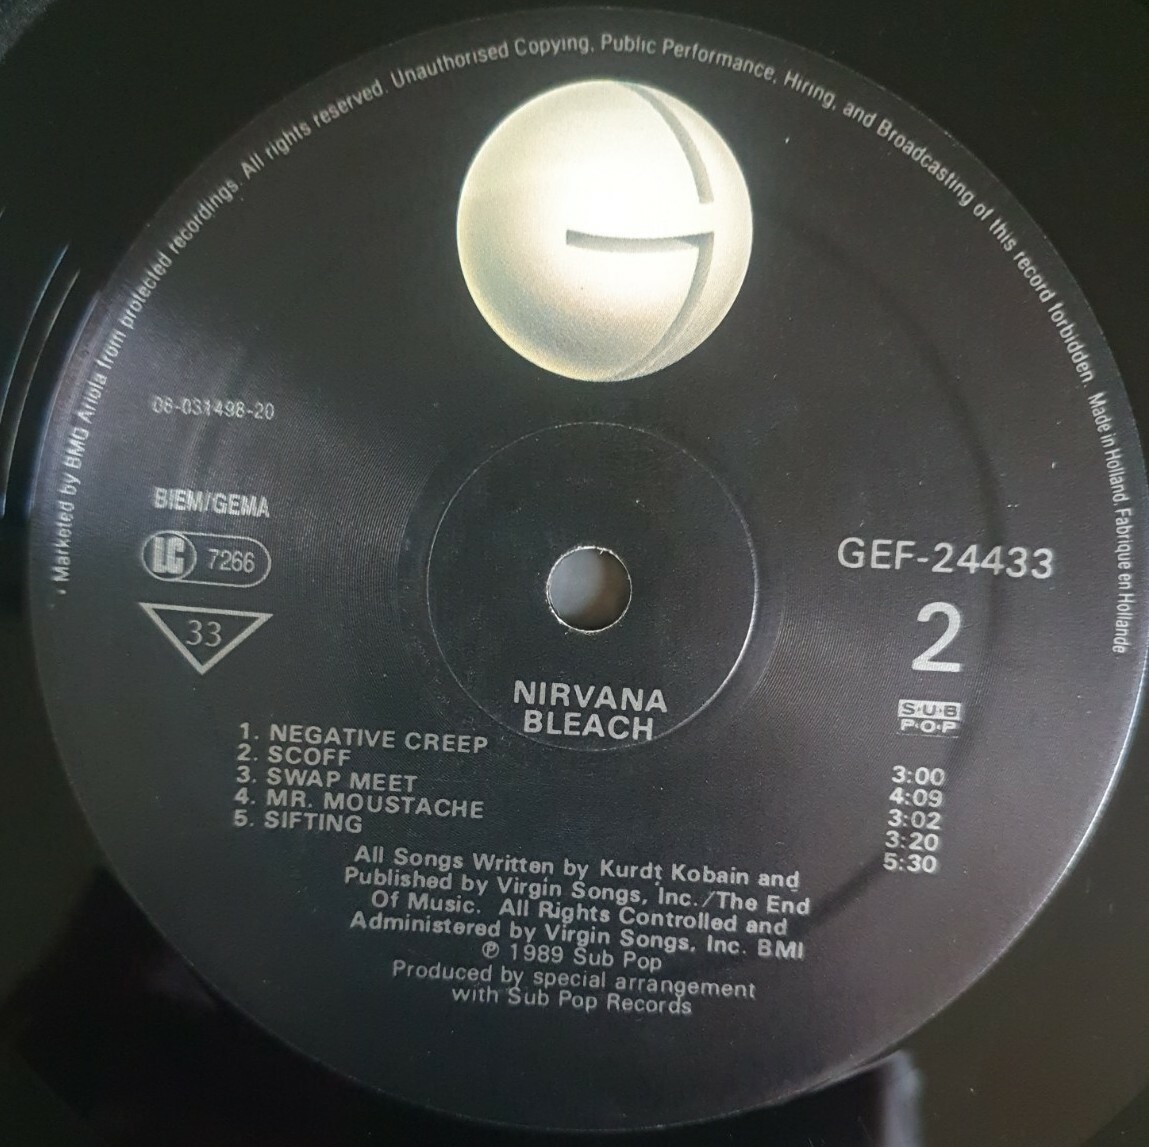 Marketed by BMG Ariola from protected recordings. All rights reserved. Unauthorised Copying, Public Performance, Hiring, and Broadcasting of this record forbidden. Made in Holland, Fabrique en Hollande
08-031498-20
BIEM/GEMA
LC 7266
33
GEF-24433
2
S·U·B
P·O·P
NIRVANA
BLEACH
1. NEGATIVE CREEP 3:00
2. SCOFF 4:09
3. SWAP MEET 3:02
4. MR. MOUSTACHE 3:20
5. SIFTING 5:30
All Songs Written by Kurdt Kobain and
Published by Virgin Songs, Inc./The End
Of Music. All Rights Controlled and
Administered by Virgin Songs, Inc. BMI
℗ 1989 Sub Pop
Produced by special arrangement
with Sub Pop Records